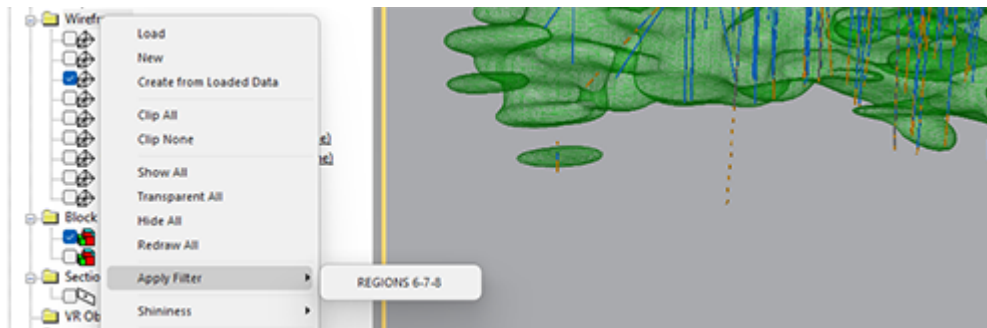 Wirefr
Load
New
Create from Loaded Data
Clip All
Clip None
e)
ne)
Show All
Transparent All
Block
Hide All
Redraw All
Sectio
Apply Filter
REGIONS 6-7-8
Shininess
VR Ob